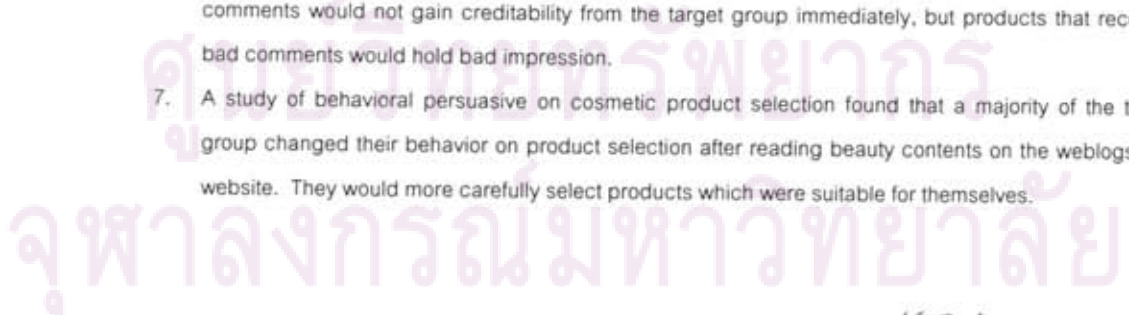 comments would not gain creditability from the target group immediately, but products that rec
bad comments would hold bad impression.
ศูนย์วิทยทรัพยากร
7. A study of behavioral persuasive on cosmetic product selection found that a majority of the t
group changed their behavior on product selection after reading beauty contents on the weblogs
website. They would more carefully select products which were suitable for themselves.
จุฬาลงกรณ์มหาวิทยาลัย